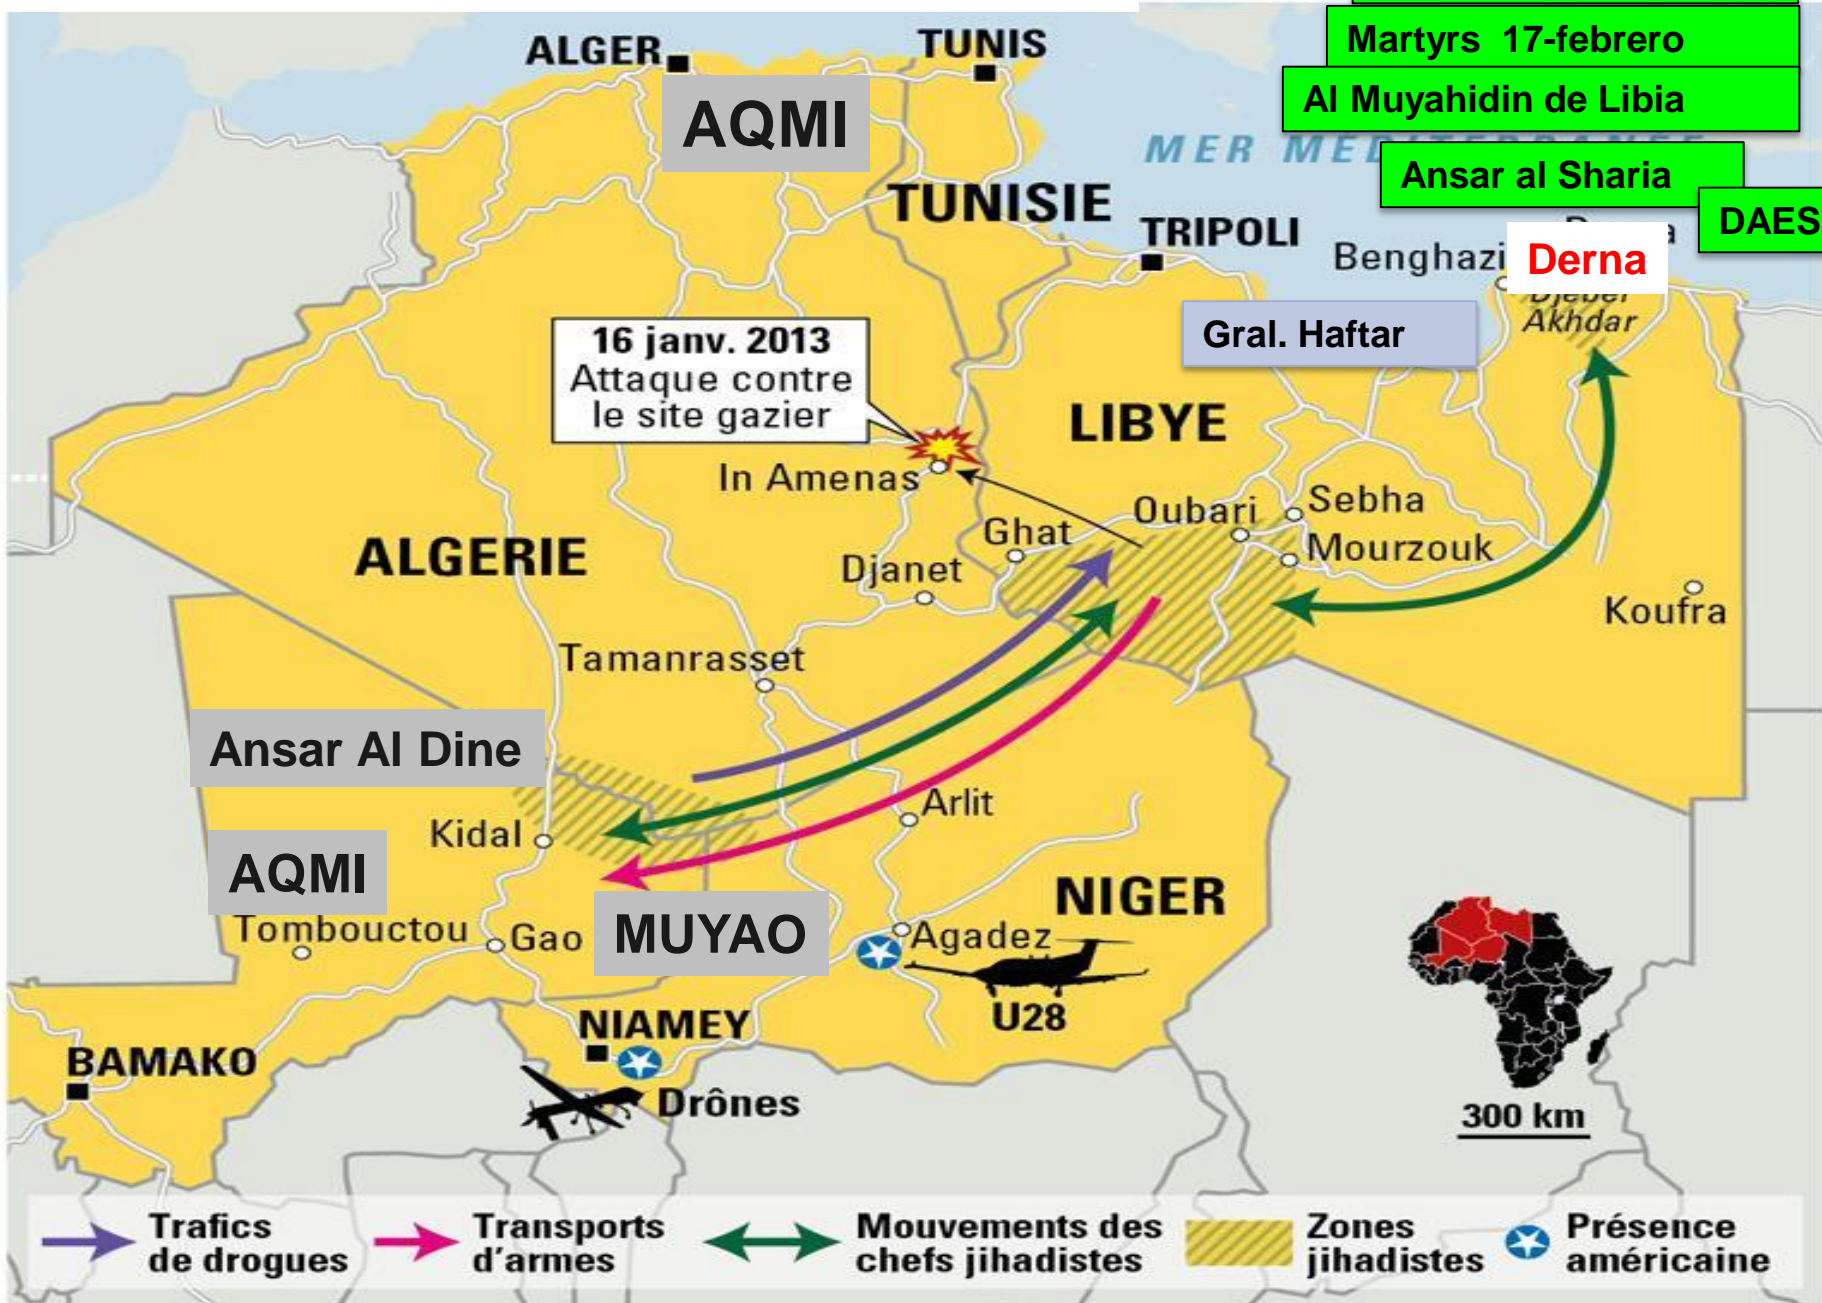 Martyrs 17-febrero
ALGER
TUNIS
Al Muyahidin de Libia
AQMI
MER MÉDITERRANÉE
Ansar al Sharia
TUNISIE
DAES
TRIPOLI
Benghazi
Derna
Djebel
Akhdar
Gral. Haftar
16 janv. 2013
Attaque contre
le site gazier
LIBYE
In Amenas
Oubari
Sebha
Ghat
Mourzouk
ALGERIE
Djanet
Koufra
Tamanrasset
Ansar Al Dine
Arlit
Kidal
AQMI
NIGER
MUYAO
Tombouctou
Gao
Agadez
U28
NIAMEY
BAMAKO
Drônes
300 km
Trafics
de drogues
Transports
d'armes
Mouvements des
chefs jihadistes
Zones
jihadistes
Présence
américaine